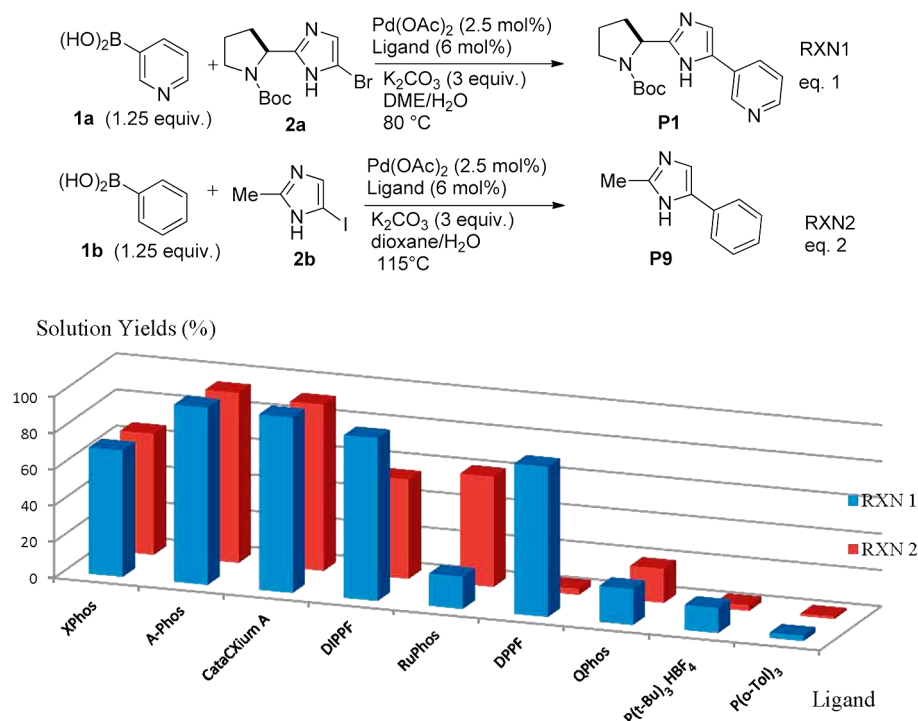 (HO)2B
N
+
N
Boc
N
N
H
Br
Pd(OAc)2 (2.5 mol%)
Ligand (6 mol%)
K2CO3 (3 equiv.)
DME/H2O
80 °C
N
Boc
N
N
H
N
RXN1
eq. 1
1a (1.25 equiv.)
2a
P1
(HO)2B
+
Me
N
N
H
I
Pd(OAc)2 (2.5 mol%)
Ligand (6 mol%)
K2CO3 (3 equiv.)
dioxane/H2O
115°C
Me
N
N
H
RXN2
eq. 2
1b (1.25 equiv.)
2b
P9
Solution Yields (%)
100
80
60
40
20
0
RXN 1
RXN 2
XPhos
A-Phos
CataCXium A
DIPPF
RuPhos
DPPF
QPhos
P(t-Bu)3 HBF4
P(o-Tol)3
Ligand